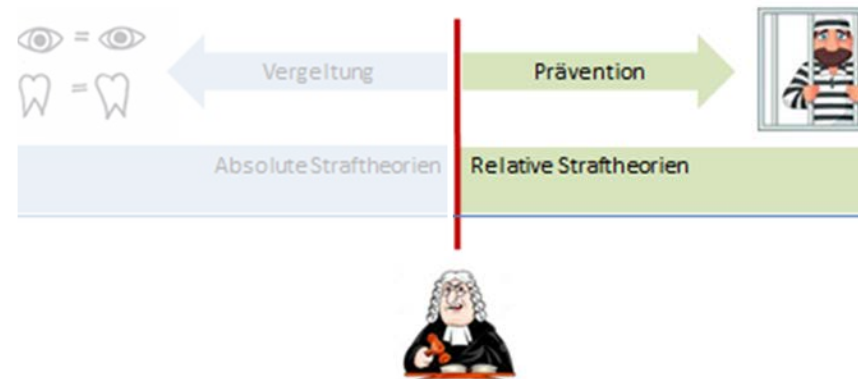 Vergeltung
Prävention
Absolute Straftheorien
Relative Straftheorien